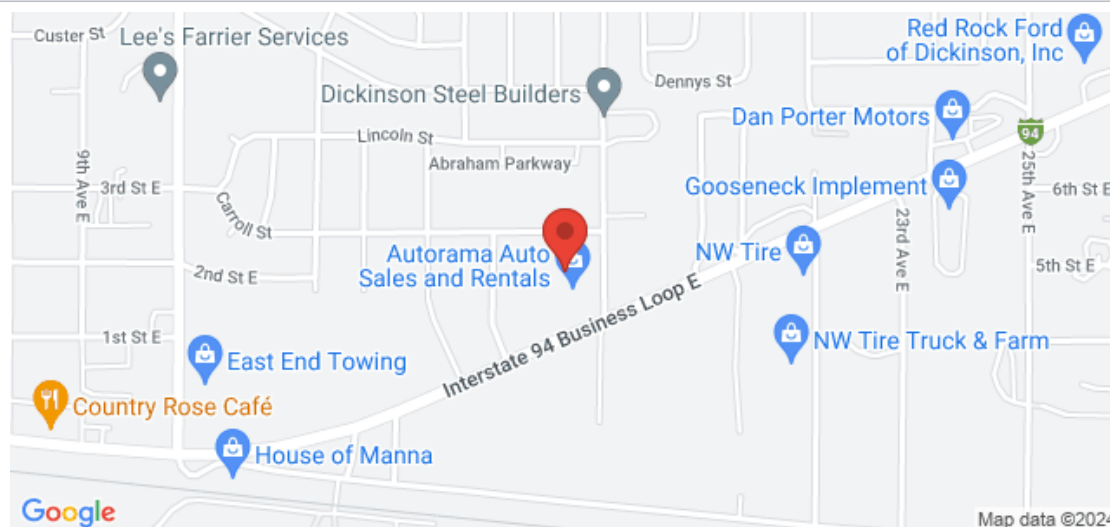 Custer St
Lee's Farrier Services
Red Rock Ford
of Dickinson, Inc
Dickinson Steel Builders
Dennys St
Dan Porter Motors
94
Lincoln St
Abraham Parkway
25th Ave E
9th Ave E
3rd St E
Carroll St
Gooseneck Implement
6th St E
23rd Ave E
Autorama Auto
Sales and Rentals
NW Tire
2nd St E
5th St E
Interstate 94 Business Loop E
1st St E
East End Towing
NW Tire Truck & Farm
Country Rose Café
House of Manna
Google
Map data ©2024